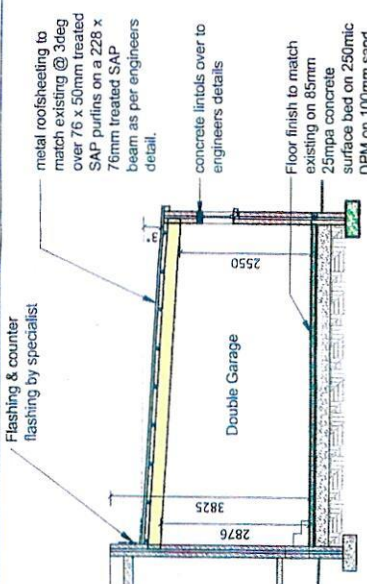 Flashing & counter
flashing by specialist
metal roofsheeting to
match existing @ 3deg
over 76 x 50mm treated
SAP purlins on a 228 x
76mm treated SAP
beam as per engineers
detail.
3°
concrete lintols over to
engineers details
2550
Double Garage
3825
2876
Floor finish to match
existing on 85mm
25mpa concrete
surface bed on 250mic
DPM on 100mm sand